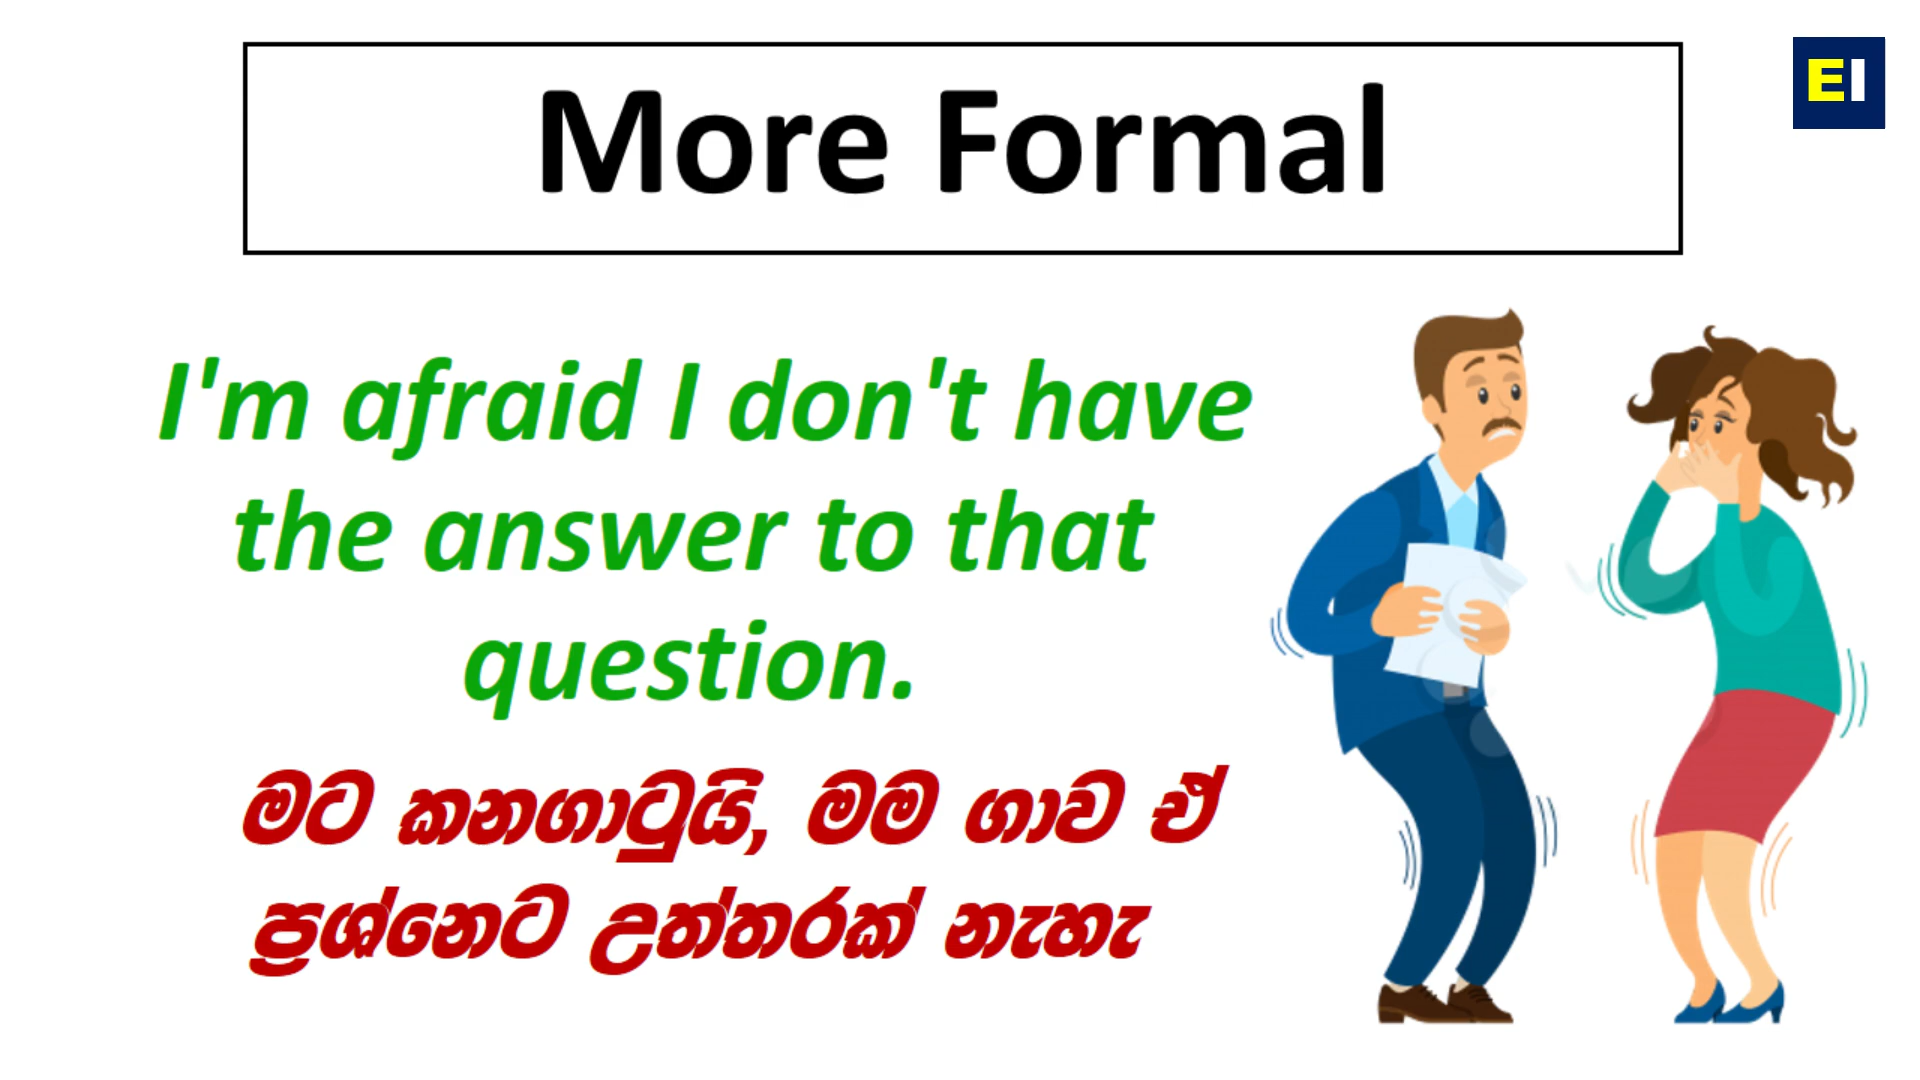 More Formal
EI
I'm afraid I don't have
the answer to that
question.
මට කනගාටුයි, මම ගාව ඒ
ප්‍රශ්නෙට උත්තරක් නැහැ